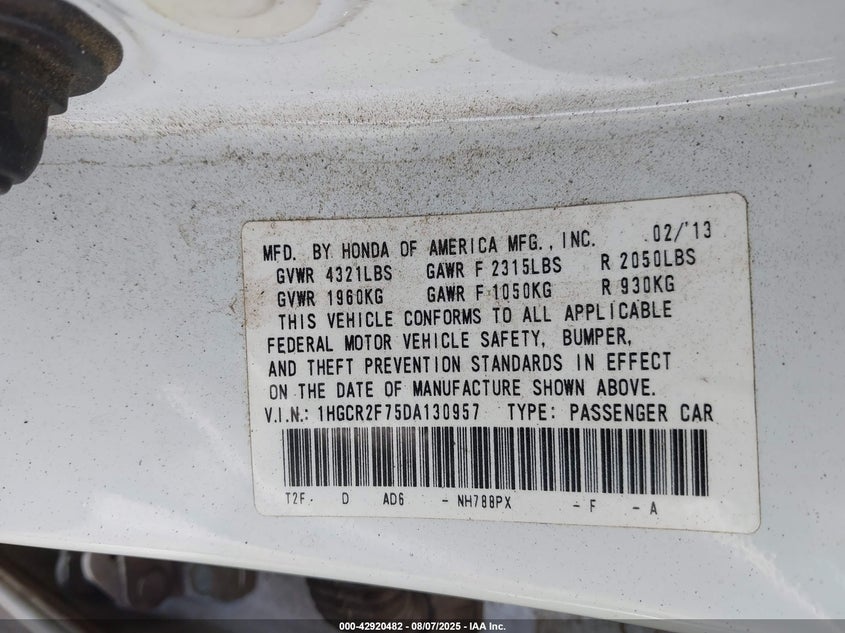 MFD. BY HONDA OF AMERICA MFG., INC. 02/'13
GVWR 4321LBS GAWR F 2315LBS R 2050LBS
GVWR 1960KG GAWR F 1050KG R 930KG
THIS VEHICLE CONFORMS TO ALL APPLICABLE
FEDERAL MOTOR VEHICLE SAFETY, BUMPER,
AND THEFT PREVENTION STANDARDS IN EFFECT
ON THE DATE OF MANUFACTURE SHOWN ABOVE.
V.I.N.: 1HGCR2F75DA130957 TYPE: PASSENGER CAR
T2F- D AD6 - NH788PX - F - A
000-42920482 - 08/07/2025 - IAA Inc.